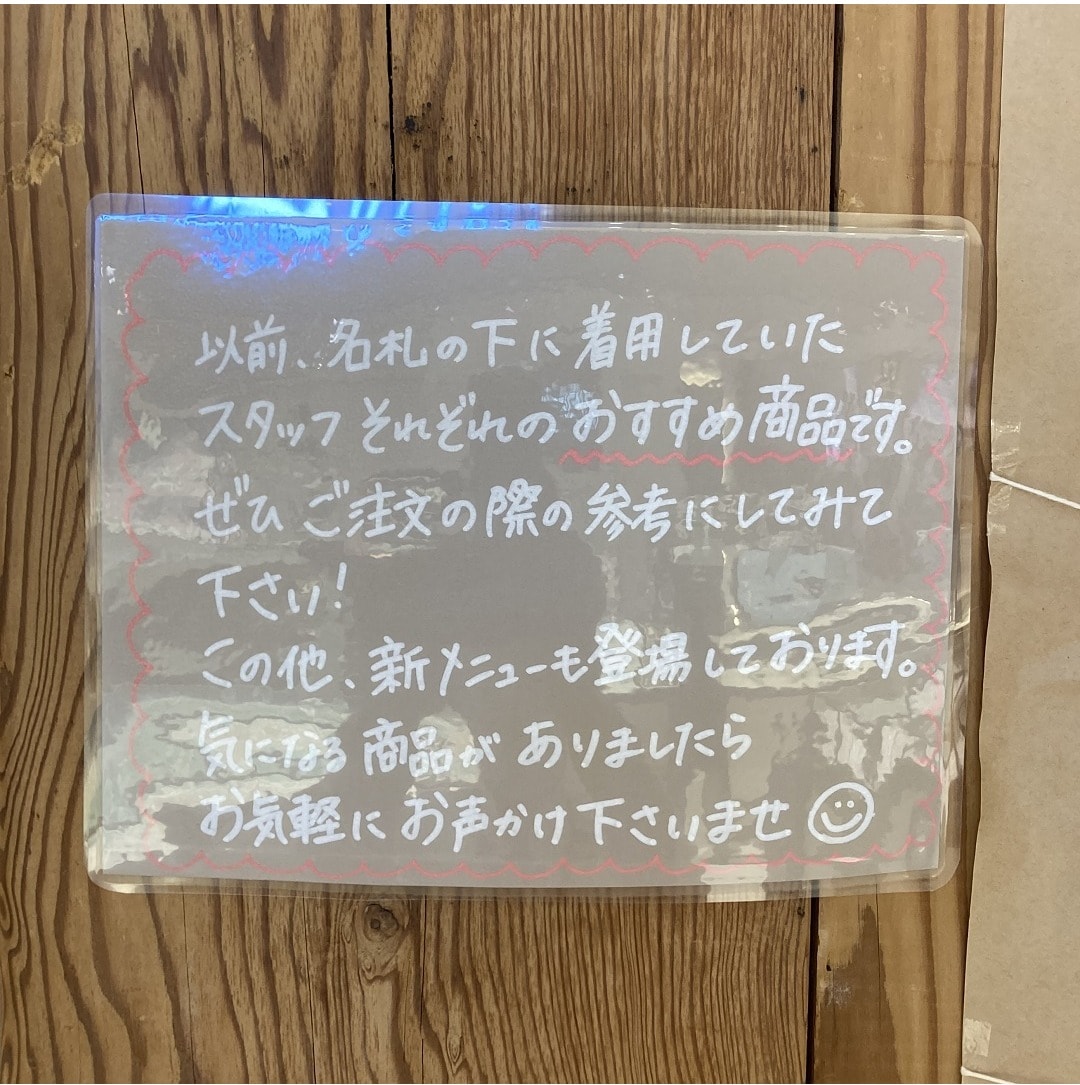 以前、名札の下に着用していた
スタッフそれぞれのおすすめ商品です。
ぜひご注文の際の参考にしてみて
下さい!
この他、新メニューも登場しております。
気になる商品がありましたら
お気軽にお声かけ下さいませ